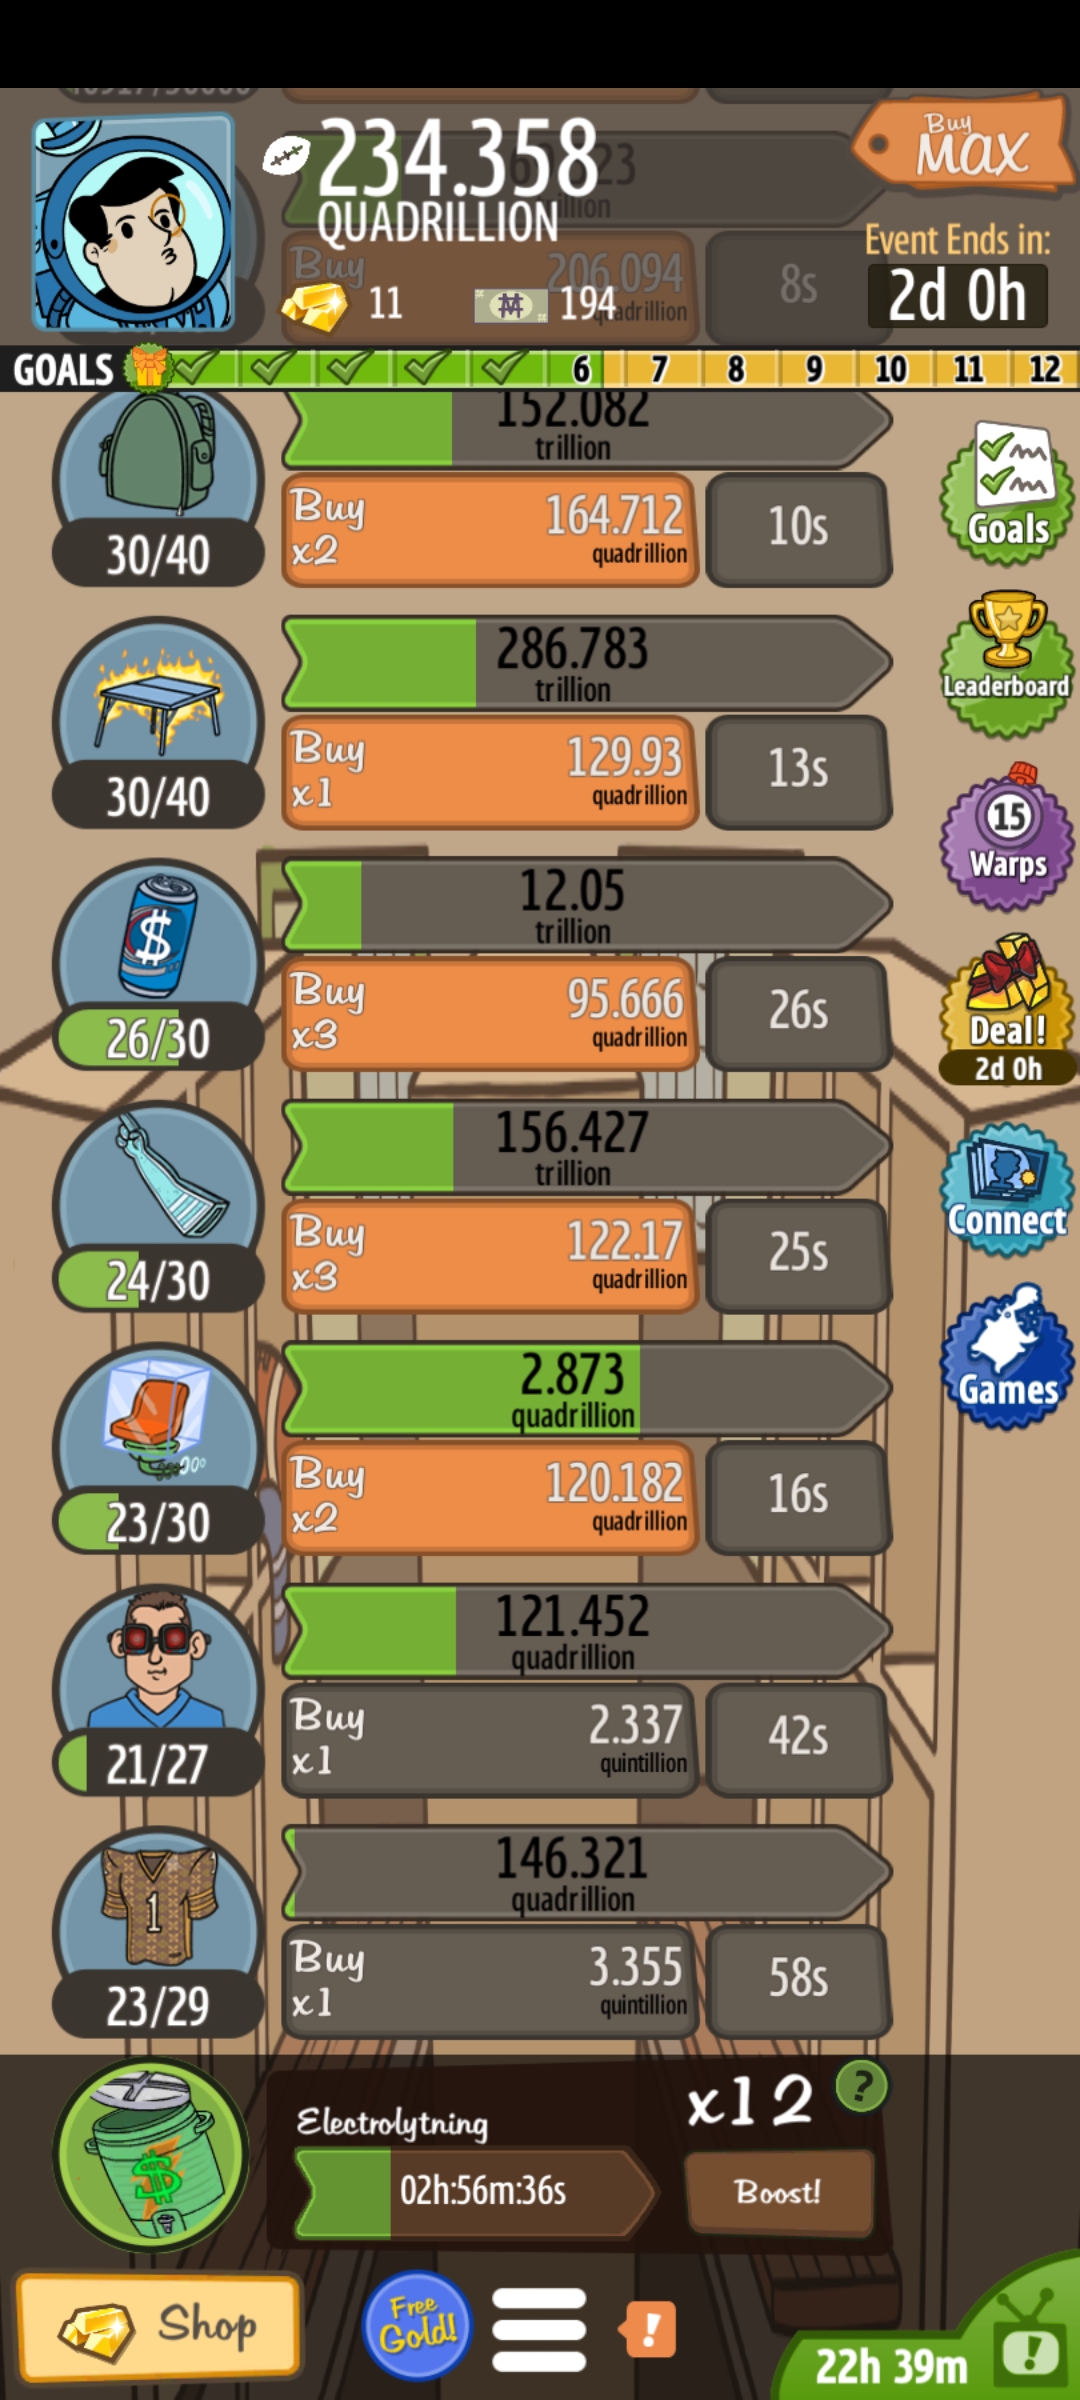 234.358
QUADRILLION
Buy
MAX
Event Ends in:
2d 0h
11
194
Buy
206.094
quadrillion
8s
GOALS
6
7
8
9
10
11
12
152.082
trillion
30/40
Buy
x2
164.712
quadrillion
10s
Goals
286.783
trillion
30/40
Buy
x1
129.93
quadrillion
13s
Leaderboard
15
Warps
12.05
trillion
$
26/30
Buy
x3
95.666
quadrillion
26s
Deal!
2d 0h
156.427
trillion
24/30
Buy
x3
122.17
quadrillion
25s
Connect
2.873
quadrillion
23/30
Buy
x2
120.182
quadrillion
16s
Games
121.452
quadrillion
21/27
Buy
x1
2.337
quintillion
42s
146.321
quadrillion
1
23/29
Buy
x1
3.355
quintillion
58s
$
Electrolytning
02h:56m:36s
x12
?
Boost!
Shop
Free
Gold!
!
22h 39m
!